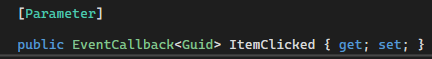 [Parameter]
public EventCallback<Guid> ItemClicked { get; set; }